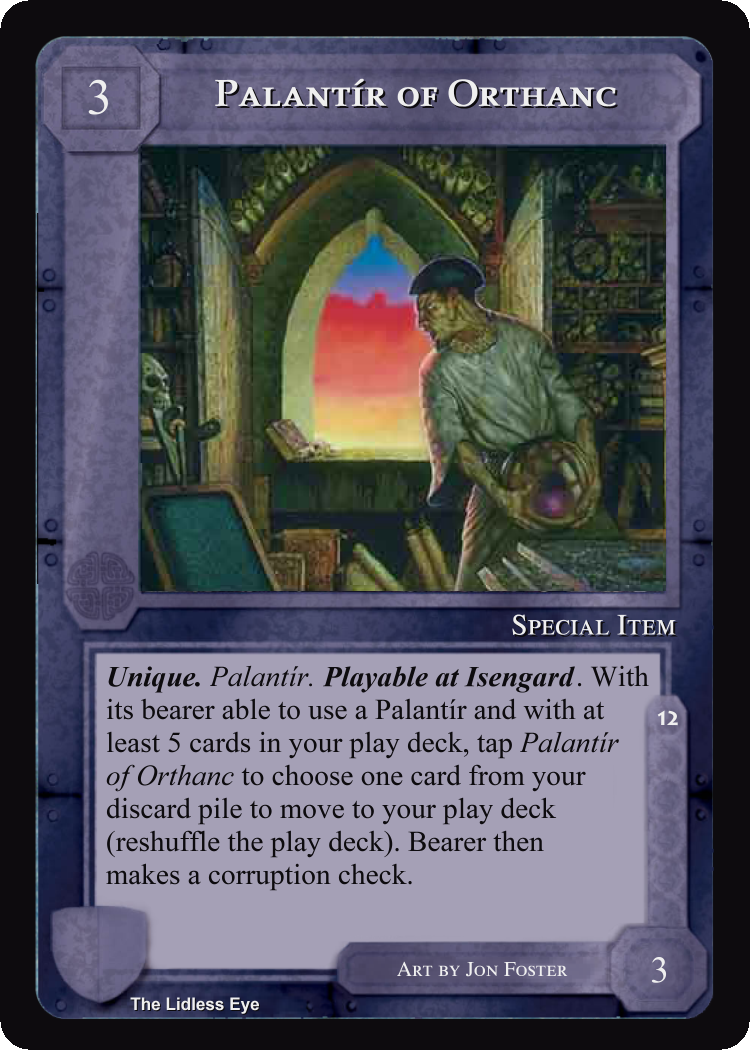 3
Palantír of Orthanc
Special Item
Unique. Palantír. Playable at Isengard. With
its bearer able to use a Palantír and with at
least 5 cards in your play deck, tap Palantír
of Orthanc to choose one card from your
discard pile to move to your play deck
(reshuffle the play deck). Bearer then
makes a corruption check.
12
Art by Jon Foster
3
The Lidless Eye